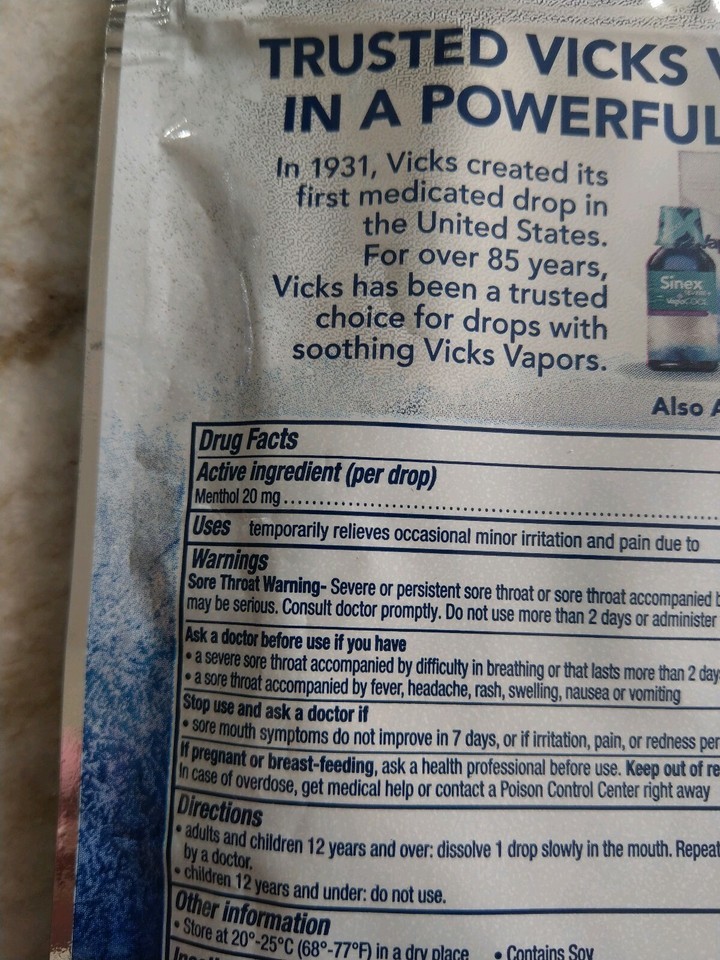 TRUSTED VICKS
IN A POWERFUL
In 1931, Vicks created its
first medicated drop in
the United States.
For over 85 years,
Vicks has been a trusted
choice for drops with
soothing Vicks Vapors.
Sinex
Also
Drug Facts
Active ingredient (per drop)
Menthol 20 mg
Uses temporarily relieves occasional minor irritation and pain due to
Warnings
Sore Throat Warning- Severe or persistent sore throat or sore throat accompanied
may be serious. Consult doctor promptly. Do not use more than 2 days or administer
Ask a doctor before use if you have
• a severe sore throat accompanied by difficulty in breathing or that lasts more than 2 day
• a sore throat accompanied by fever, headache, rash, swelling, nausea or vomiting
Stop use and ask a doctor if
• sore mouth symptoms do not improve in 7 days, or if irritation, pain, or redness per
If pregnant or breast-feeding, ask a health professional before use. Keep out of re
In case of overdose, get medical help or contact a Poison Control Center right away
Directions
• adults and children 12 years and over: dissolve 1 drop slowly in the mouth. Repeat
by a doctor.
• children 12 years and under: do not use.
Other information
• Store at 20°-25°C (68°-77°F) in a dry place • Contains Soy